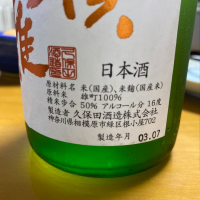 雄
日本酒
原材料名 米(国産)、米麹(国産米)
原料米 雄町100%
精米歩合 50% アルコール分 16度
製造者 久保田酒造株式会社
神奈川県相模原市緑区根小屋702
製造年月 03.07